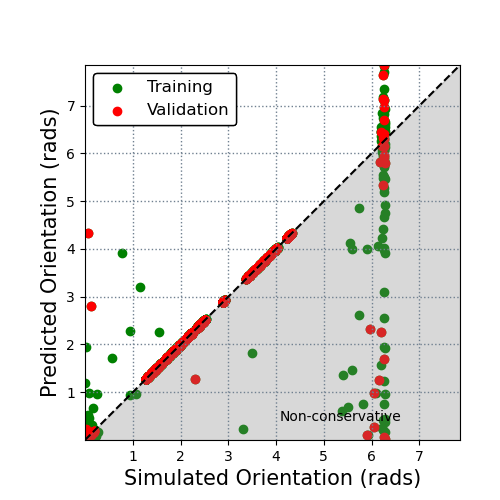 Training
Validation
7
6
5
4
3
2
1
Predicted Orientation (rads)
Non-conservative
1 2 3 4 5 6 7
Simulated Orientation (rads)